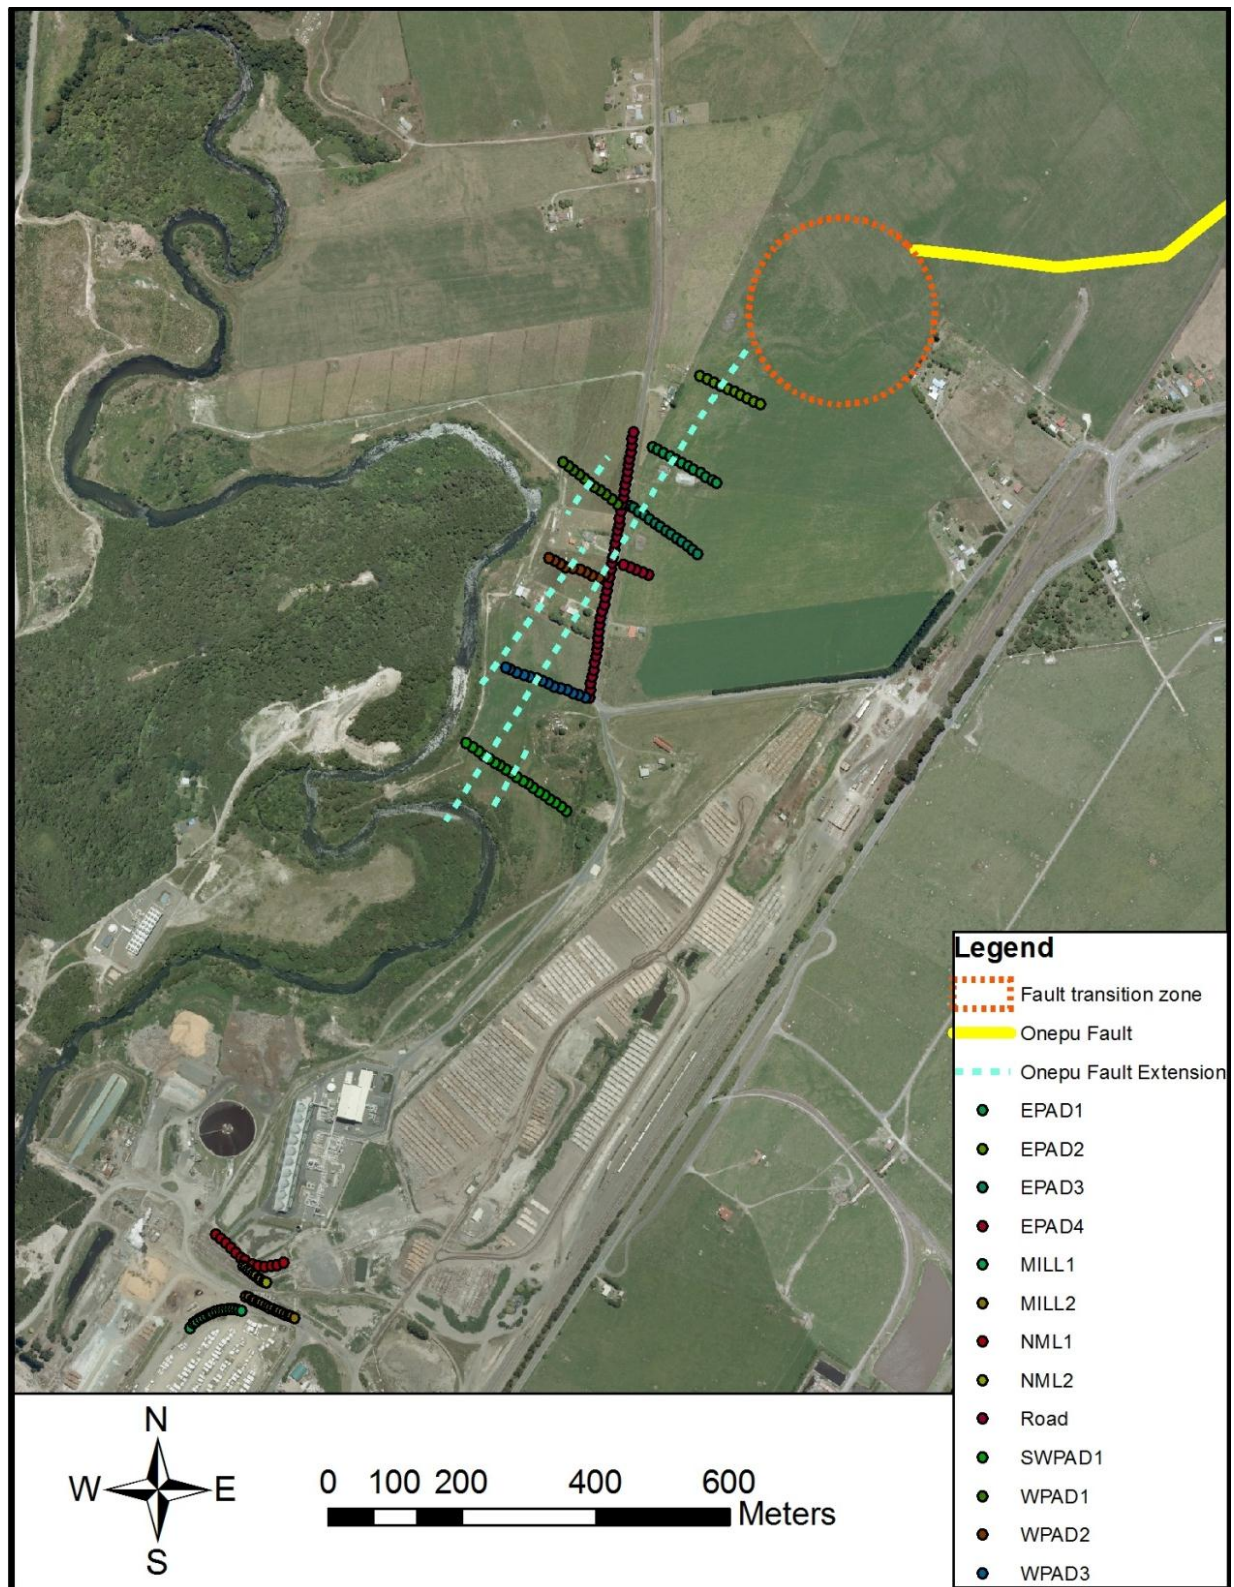 Legend
Fault transition zone
Onepu Fault
Onepu Fault Extension
EPAD1
EPAD2
EPAD3
EPAD4
MILL1
MILL2
NML1
NML2
Road
SWPAD1
WPAD1
WPAD2
WPAD3
N
W E
S
0 100 200 400 600
Meters